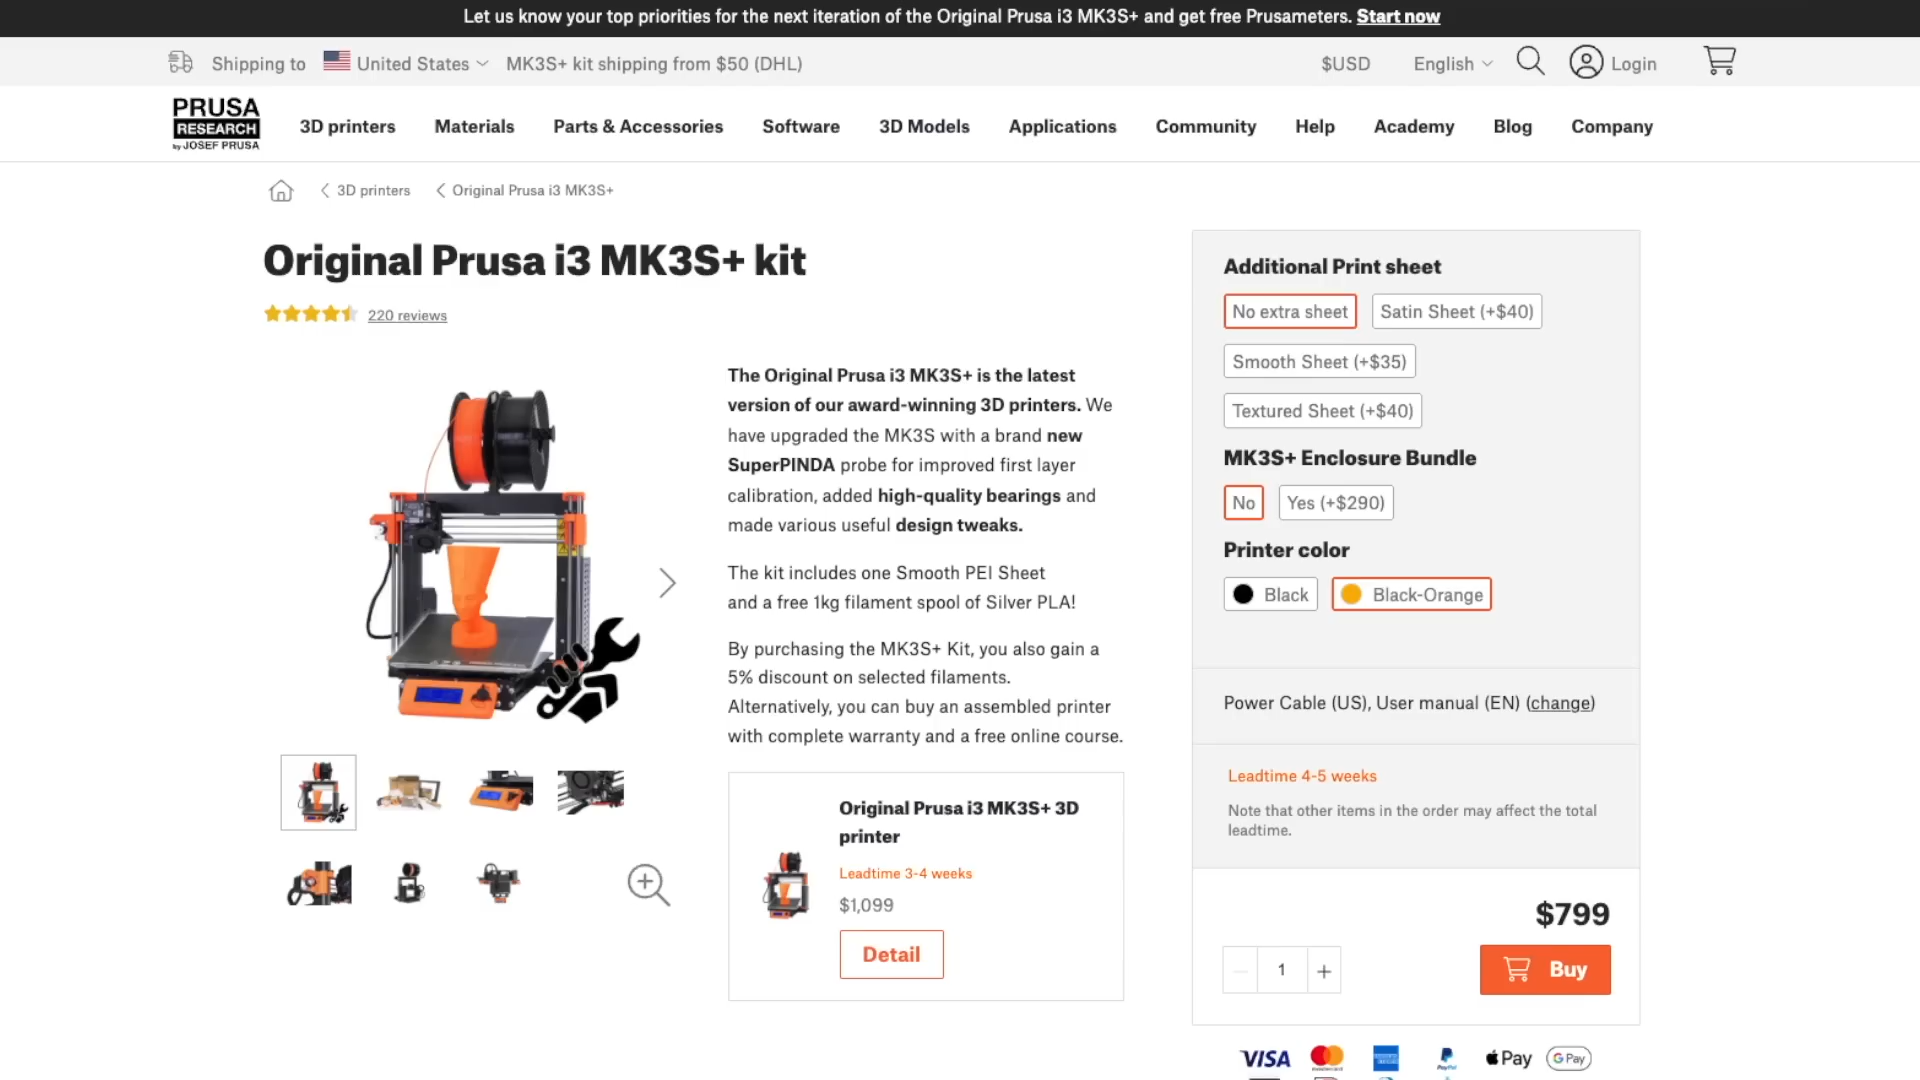 Let us know your top priorities for the next iteration of the Original Prusa i3 MK3S+ and get free Prusameters. Start now
Shipping to United States MK3S+ kit shipping from $50 (DHL) $USD English Login
PRUSA
RESEARCH
by JOSEF PRUSA
3D printers Materials Parts & Accessories Software 3D Models Applications Community Help Academy Blog Company
3D printers Original Prusa i3 MK3S+
Original Prusa i3 MK3S+ kit
220 reviews
The Original Prusa i3 MK3S+ is the latest
version of our award-winning 3D printers. We
have upgraded the MK3S with a brand new
SuperPINDA probe for improved first layer
calibration, added high-quality bearings and
made various useful design tweaks.
The kit includes one Smooth PEI Sheet
and a free 1kg filament spool of Silver PLA!
By purchasing the MK3S+ Kit, you also gain a
5% discount on selected filaments.
Alternatively, you can buy an assembled printer
with complete warranty and a free online course.
Original Prusa i3 MK3S+ 3D
printer
Leadtime 3-4 weeks
$1,099
Detail
Additional Print sheet
No extra sheet Satin Sheet (+$40)
Smooth Sheet (+$35)
Textured Sheet (+$40)
MK3S+ Enclosure Bundle
No Yes (+$290)
Printer color
Black Black-Orange
Power Cable (US), User manual (EN) (change)
Leadtime 4-5 weeks
Note that other items in the order may affect the total
leadtime.
$799
1 + Buy
VISA mastercard PayPal Pay G Pay